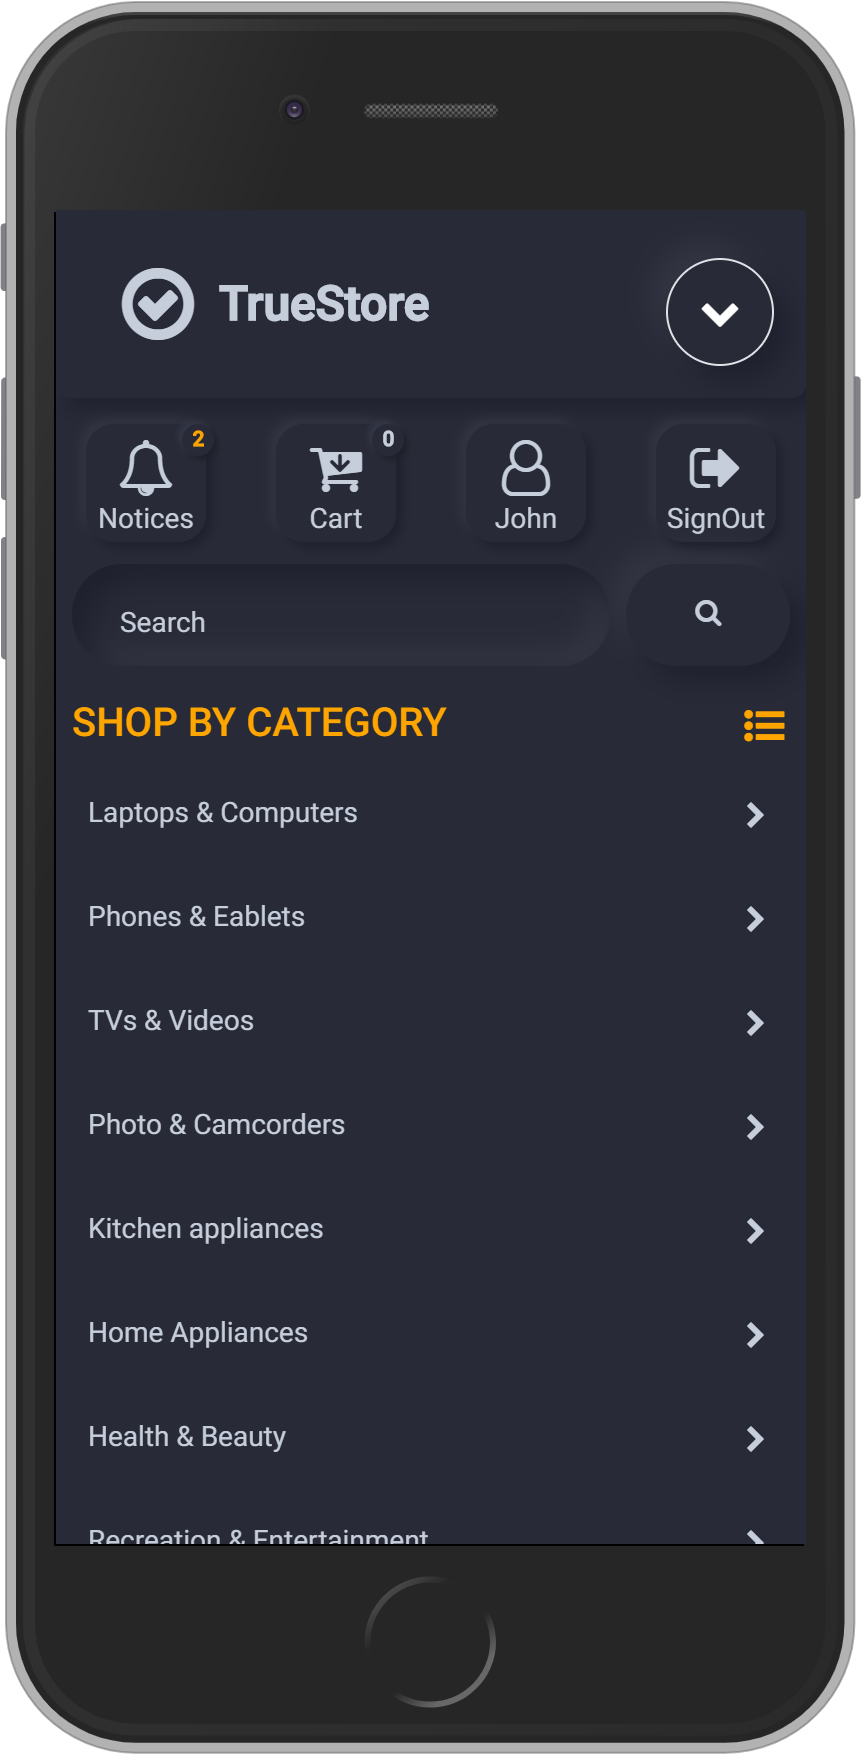 TrueStore
2
0
Notices
Cart
John
SignOut
Search
SHOP BY CATEGORY
Laptops & Computers
Phones & Eablets
TVs & Videos
Photo & Camcorders
Kitchen appliances
Home Appliances
Health & Beauty
Recreation & Entertainment